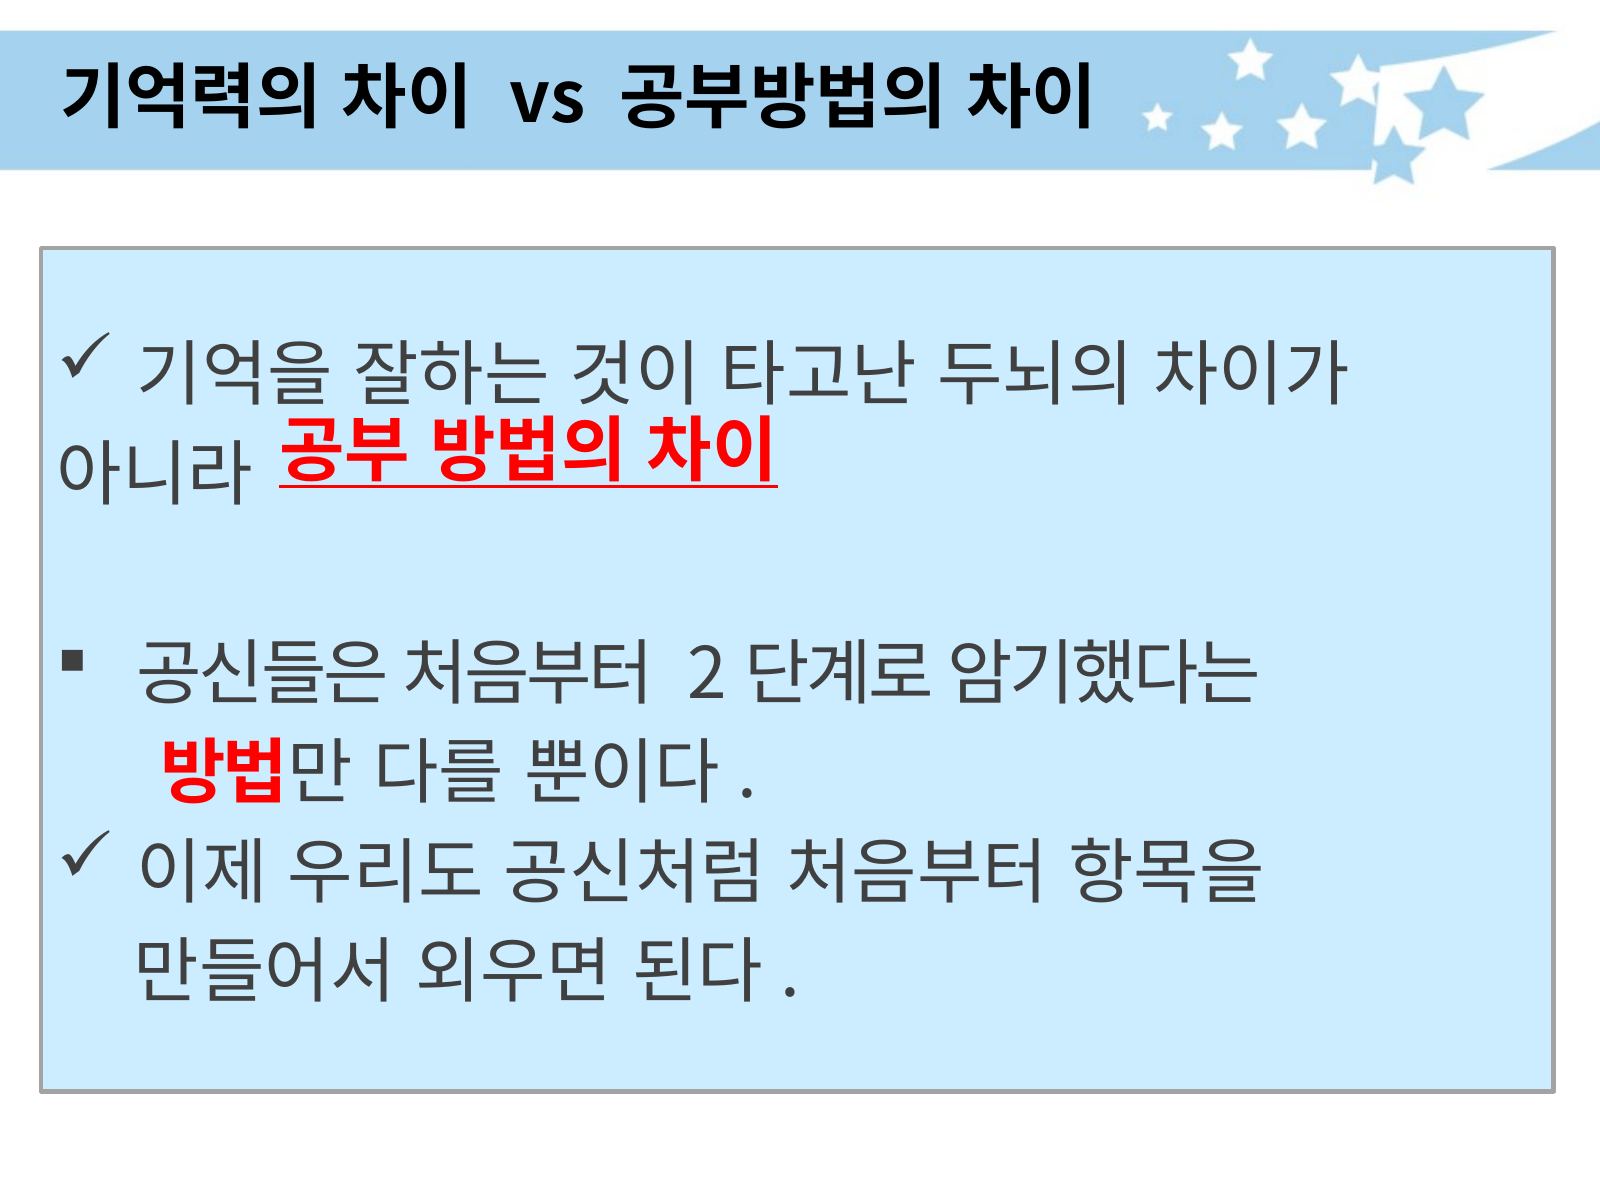 기억력의 차이 vs 공부방법의 차이
✓ 기억을 잘하는 것이 타고난 두뇌의 차이가
아니라 공부 방법의 차이
▪ 공신들은 처음부터 2 단계로 암기했다는
방법만 다를 뿐이다 .
✓ 이제 우리도 공신처럼 처음부터 항목을
만들어서 외우면 된다 .